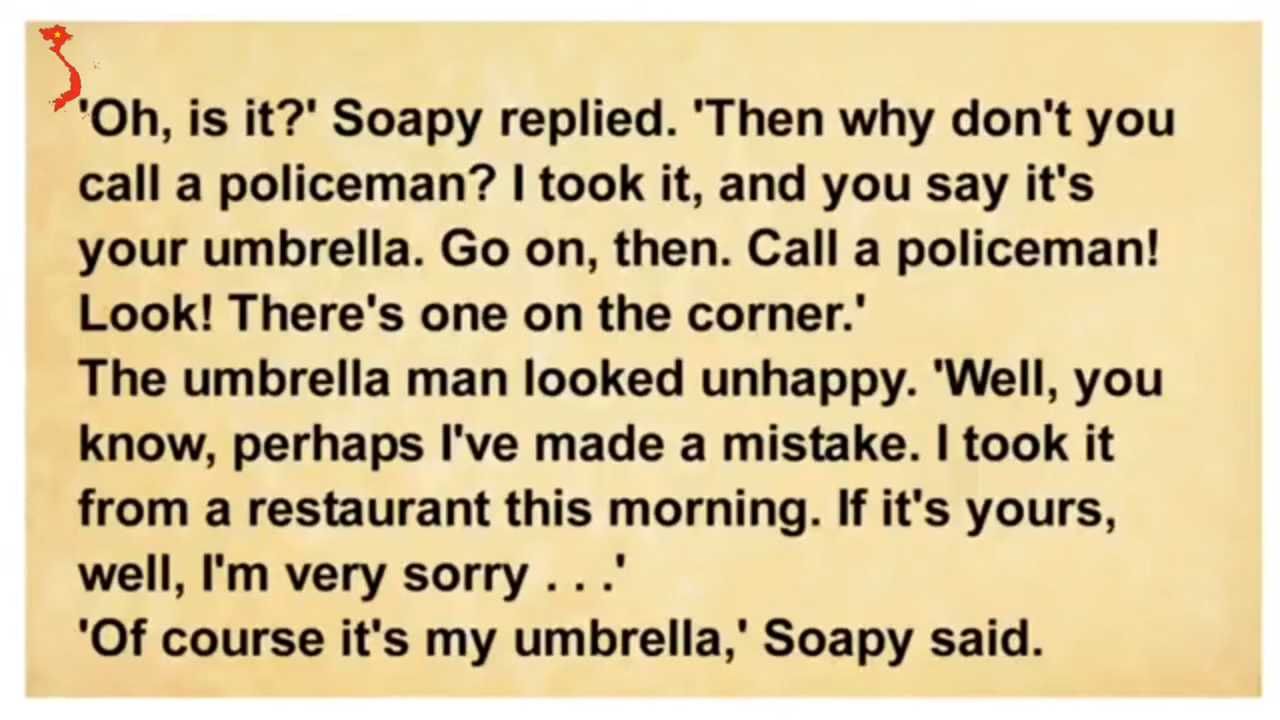 'Oh, is it?' Soapy replied. 'Then why don't you
call a policeman? I took it, and you say it's
your umbrella. Go on, then. Call a policeman!
Look! There's one on the corner.'
The umbrella man looked unhappy. 'Well, you
know, perhaps I've made a mistake. I took it
from a restaurant this morning. If it's yours,
well, I'm very sorry . . .'
'Of course it's my umbrella,' Soapy said.